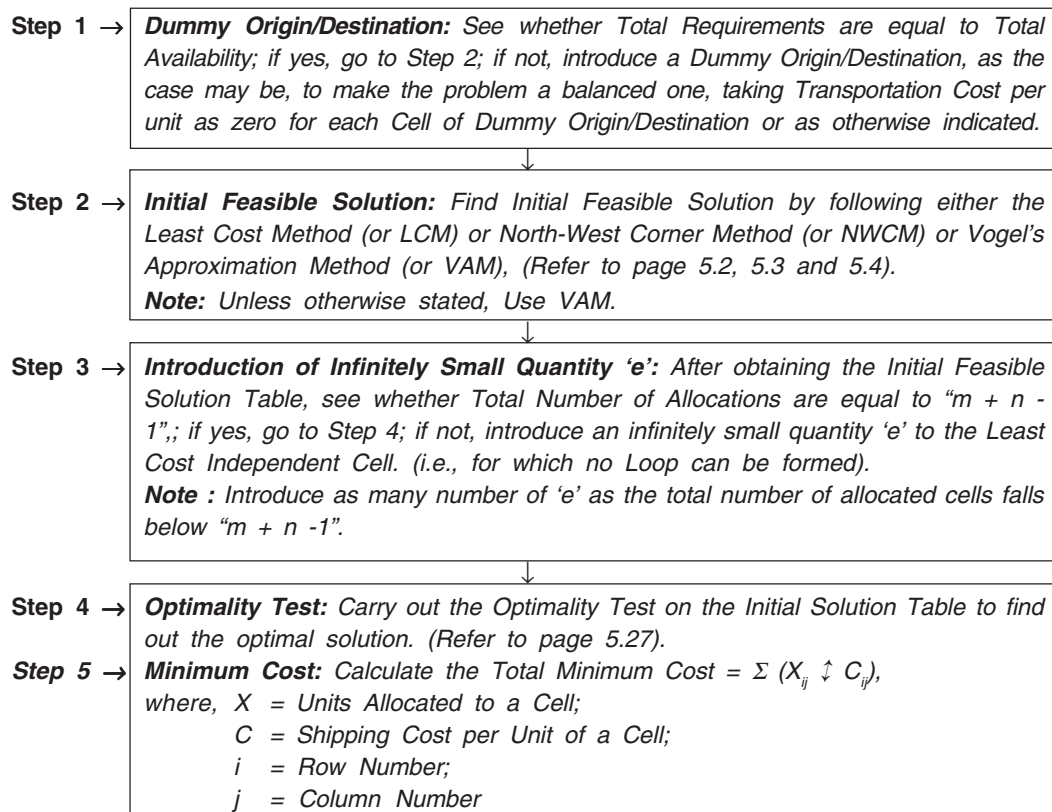 Step 1 → Dummy Origin/Destination: See whether Total Requirements are equal to Total
Availability; if yes, go to Step 2; if not, introduce a Dummy Origin/Destination, as the
case may be, to make the problem a balanced one, taking Transportation Cost per
unit as zero for each Cell of Dummy Origin/Destination or as otherwise indicated.
Step 2 → Initial Feasible Solution: Find Initial Feasible Solution by following either the
Least Cost Method (or LCM) or North-West Corner Method (or NWCM) or Vogel's
Approximation Method (or VAM), (Refer to page 5.2, 5.3 and 5.4).
Note: Unless otherwise stated, Use VAM.
Step 3 → Introduction of Infinitely Small Quantity ‘e’: After obtaining the Initial Feasible
Solution Table, see whether Total Number of Allocations are equal to “m + n -
1”,; if yes, go to Step 4; if not, introduce an infinitely small quantity ‘e’ to the Least
Cost Independent Cell. (i.e., for which no Loop can be formed).
Note : Introduce as many number of ‘e’ as the total number of allocated cells falls
below “m + n -1”.
Step 4 → Optimality Test: Carry out the Optimality Test on the Initial Solution Table to find
out the optimal solution. (Refer to page 5.27).
Step 5 → Minimum Cost: Calculate the Total Minimum Cost = Σ (X_ij ↕ C_ij),
where, X = Units Allocated to a Cell;
C = Shipping Cost per Unit of a Cell;
i = Row Number;
j = Column Number